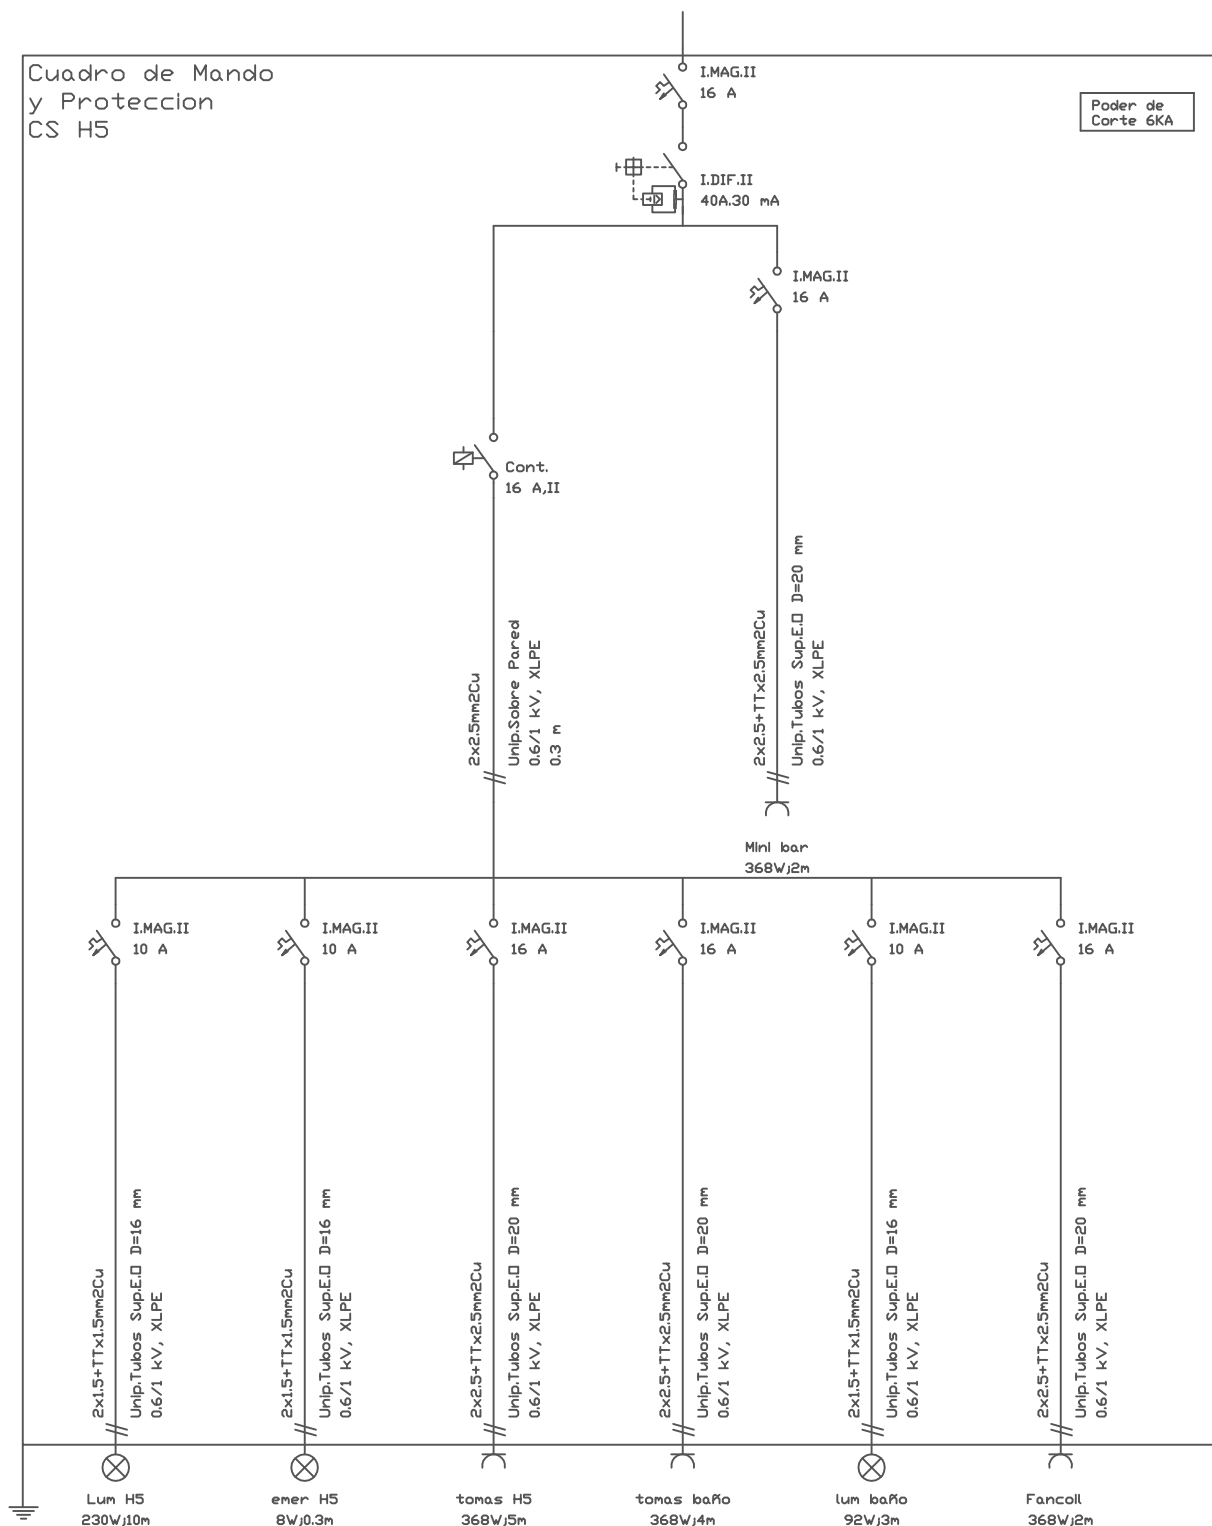 Cuadro de Mando
y Proteccion
CS H5
I.MAG.II
16 A
Poder de
Corte 6KA
I.DIF.II
40A.30 mA
I.MAG.II
16 A
Cont.
16 A,II
2x2.5mm2Cu
Unip.Sobre Pared
0.6/1 kV, XLPE
0.3 m
2x2.5+TTx2.5mm2Cu
Unip.Tubos Sup.E.O D=20 mm
0.6/1 kV, XLPE
Mini bar
368W;2m
I.MAG.II
10 A
I.MAG.II
10 A
I.MAG.II
16 A
I.MAG.II
16 A
I.MAG.II
10 A
I.MAG.II
16 A
2x1.5+TTx1.5mm2Cu
Unip.Tubos Sup.E.O D=16 mm
0.6/1 kV, XLPE
2x1.5+TTx1.5mm2Cu
Unip.Tubos Sup.E.O D=16 mm
0.6/1 kV, XLPE
2x2.5+TTx2.5mm2Cu
Unip.Tubos Sup.E.O D=20 mm
0.6/1 kV, XLPE
2x2.5+TTx2.5mm2Cu
Unip.Tubos Sup.E.O D=20 mm
0.6/1 kV, XLPE
2x1.5+TTx1.5mm2Cu
Unip.Tubos Sup.E.O D=16 mm
0.6/1 kV, XLPE
2x2.5+TTx2.5mm2Cu
Unip.Tubos Sup.E.O D=20 mm
0.6/1 kV, XLPE
Lum H5
230W;10m
emer H5
8W;0.3m
tomas H5
368W;5m
tomas baño
368W;4m
lum baño
92W;3m
Fancoil
368W;2m